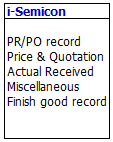 i-Semicon
PR/PO record
Price & Quotation
Actual Received
Miscellaneous
Finish good record